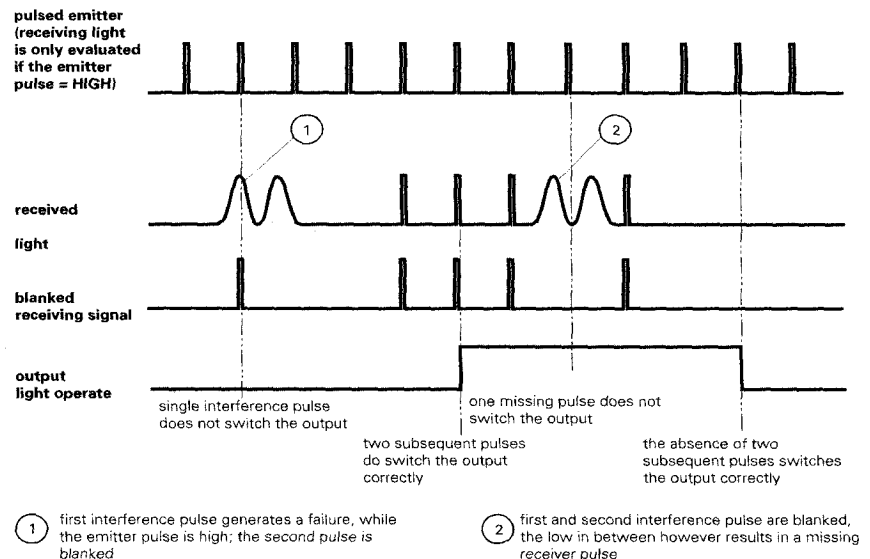 pulsed emitter
(receiving light
is only evaluated
if the emitter
pulse = HIGH)
1
2
received
light
blanked
receiving signal
output
light operate
single interference pulse
does not switch the output
one missing pulse does not
switch the output
two subsequent pulses
do switch the output
correctly
the absence of two
subsequent pulses switches
the output correctly
1 first interference pulse generates a failure, while
the emitter pulse is high; the second pulse is
blanked
2 first and second interference pulse are blanked,
the low in between however results in a missing
receiver pulse